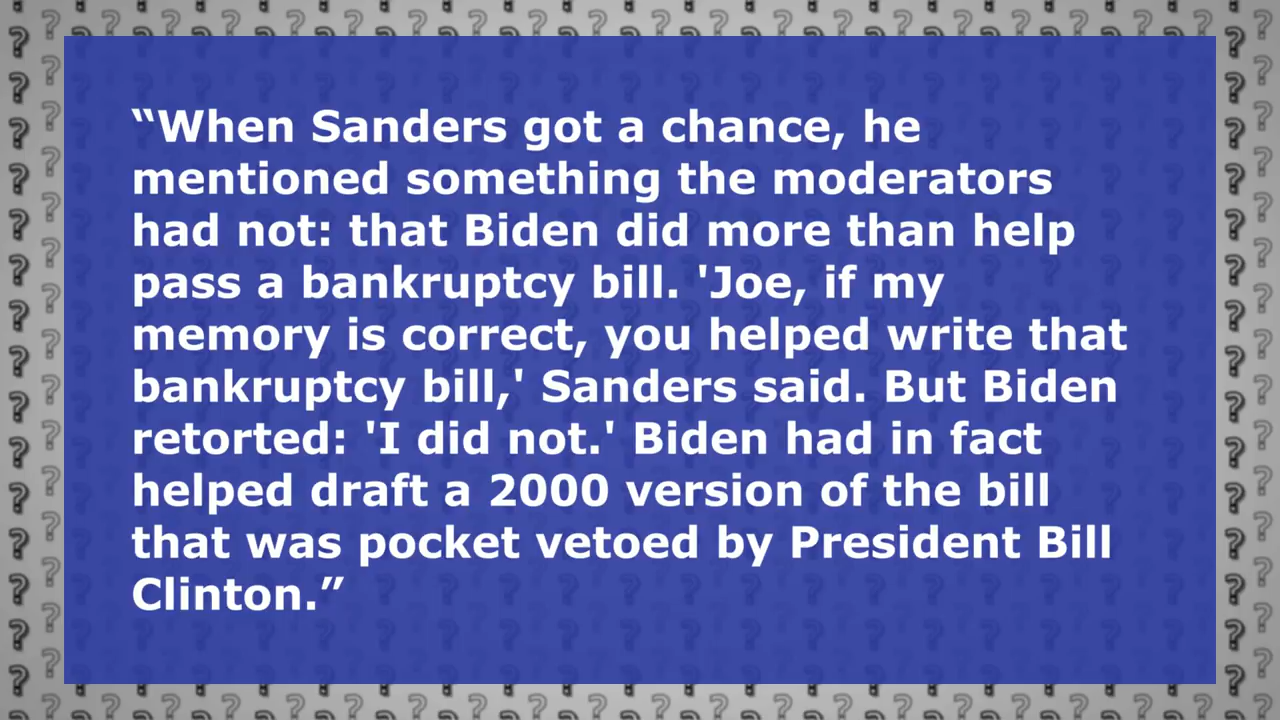 “When Sanders got a chance, he
mentioned something the moderators
had not: that Biden did more than help
pass a bankruptcy bill. 'Joe, if my
memory is correct, you helped write that
bankruptcy bill,' Sanders said. But Biden
retorted: 'I did not.' Biden had in fact
helped draft a 2000 version of the bill
that was pocket vetoed by President Bill
Clinton.”